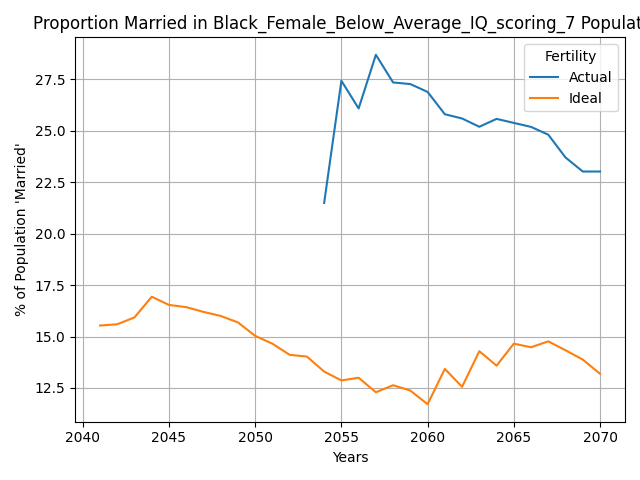 Proportion Married in Black_Female_Below_Average_IQ_scoring_7 Populat
Fertility
Actual
Ideal
% of Population 'Married'
27.5
25.0
22.5
20.0
17.5
15.0
12.5
2040 2045 2050 2055 2060 2065 2070
Years